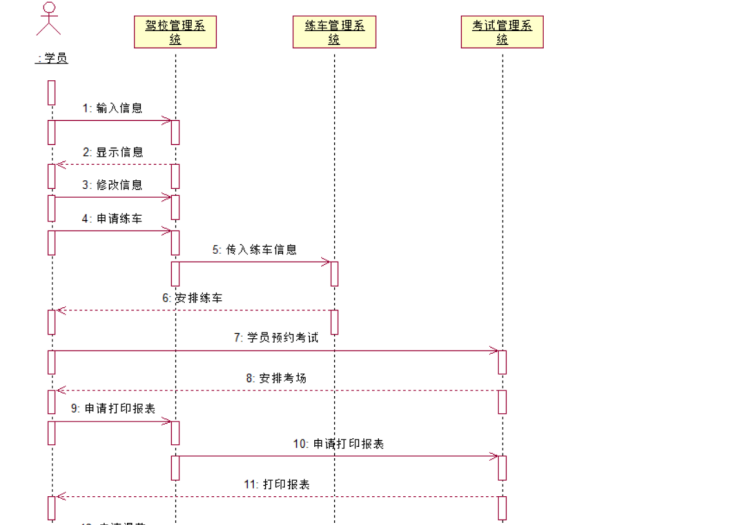 驾校管理系
统
练车管理系
统
考试管理系
统
: 学员
1: 输入信息
2: 显示信息
3: 修改信息
4: 申请练车
5: 传入练车信息
6: 安排练车
7: 学员预约考试
8: 安排考场
9: 申请打印报表
10: 申请打印报表
11: 打印报表